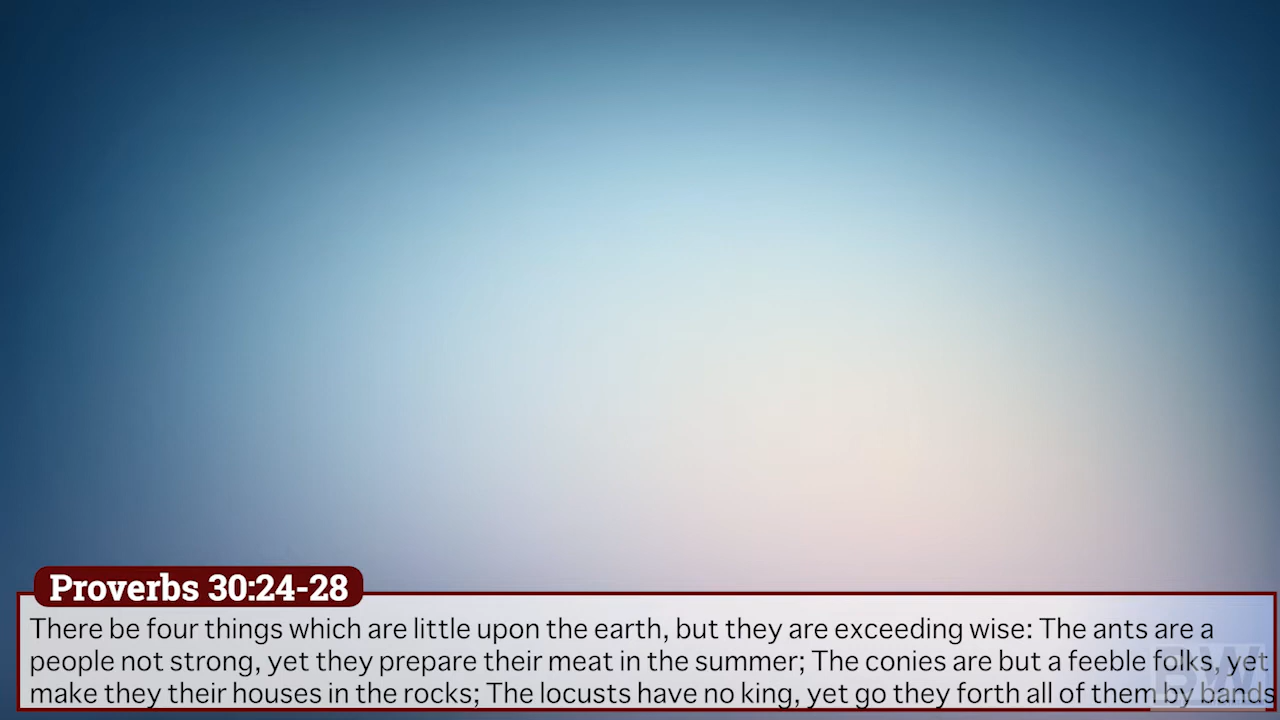 Proverbs 30:24-28
There be four things which are little upon the earth, but they are exceeding wise: The ants are a
people not strong, yet they prepare their meat in the summer; The conies are but a feeble folks, yet
make they their houses in the rocks; The locusts have no king, yet go they forth all of them by bands
BW